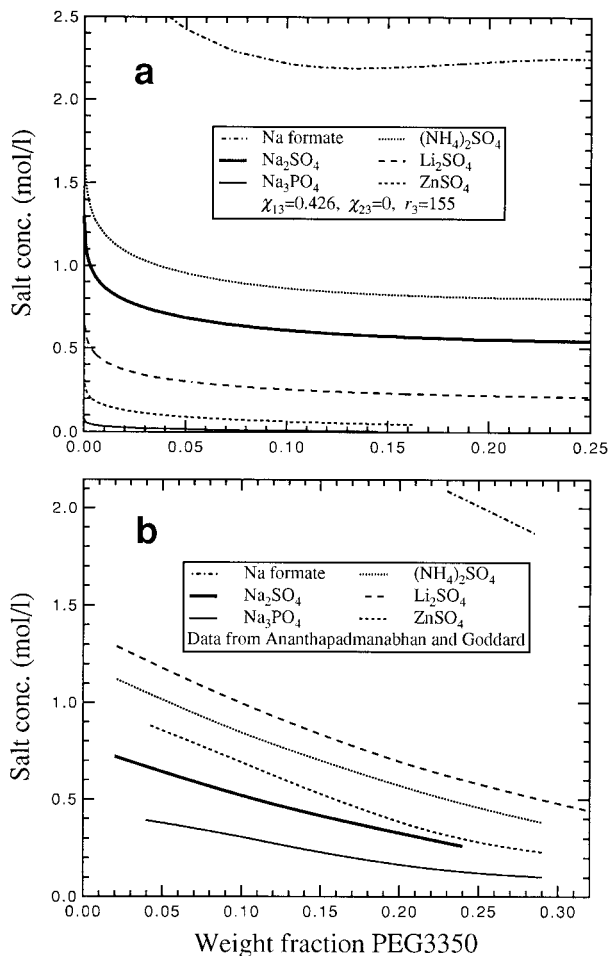 a
2.5
2.0
1.5
1.0
0.5
0.0
Salt conc. (mol/l)
Na formate (NH₄)₂SO₄
Na₂SO₄ Li₂SO₄
Na₃PO₄ ZnSO₄
χ₁₃=0.426, χ₂₃=0, r₃=155
0.00 0.05 0.10 0.15 0.20 0.25
b
2.0
1.5
1.0
0.5
0.0
Salt conc. (mol/l)
Na formate (NH₄)₂SO₄
Na₂SO₄ Li₂SO₄
Na₃PO₄ ZnSO₄
Data from Ananthapadmanabhan and Goddard
0.00 0.05 0.10 0.15 0.20 0.25 0.30
Weight fraction PEG3350